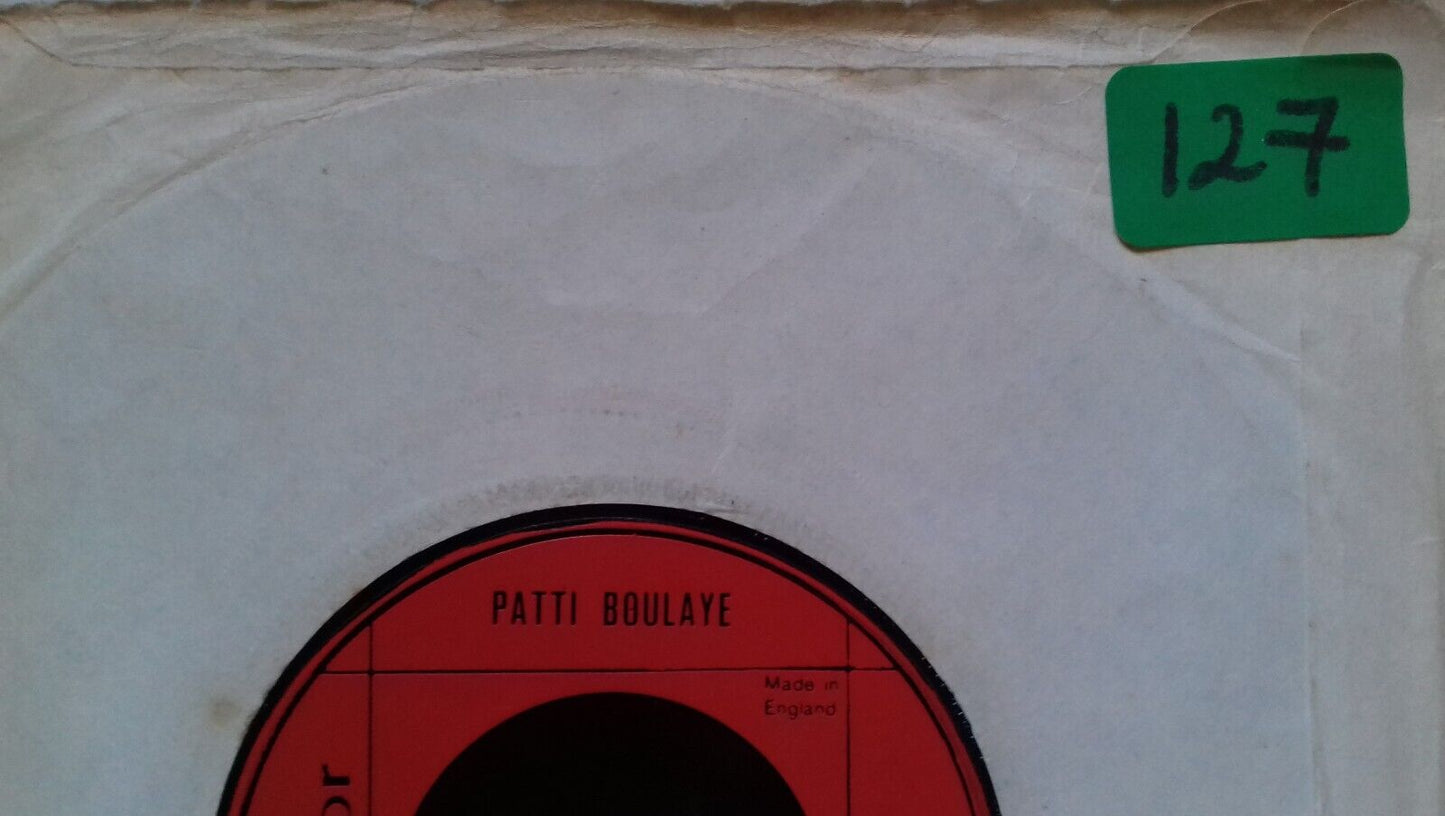 127
PATTI BOULAYE
Made in
England